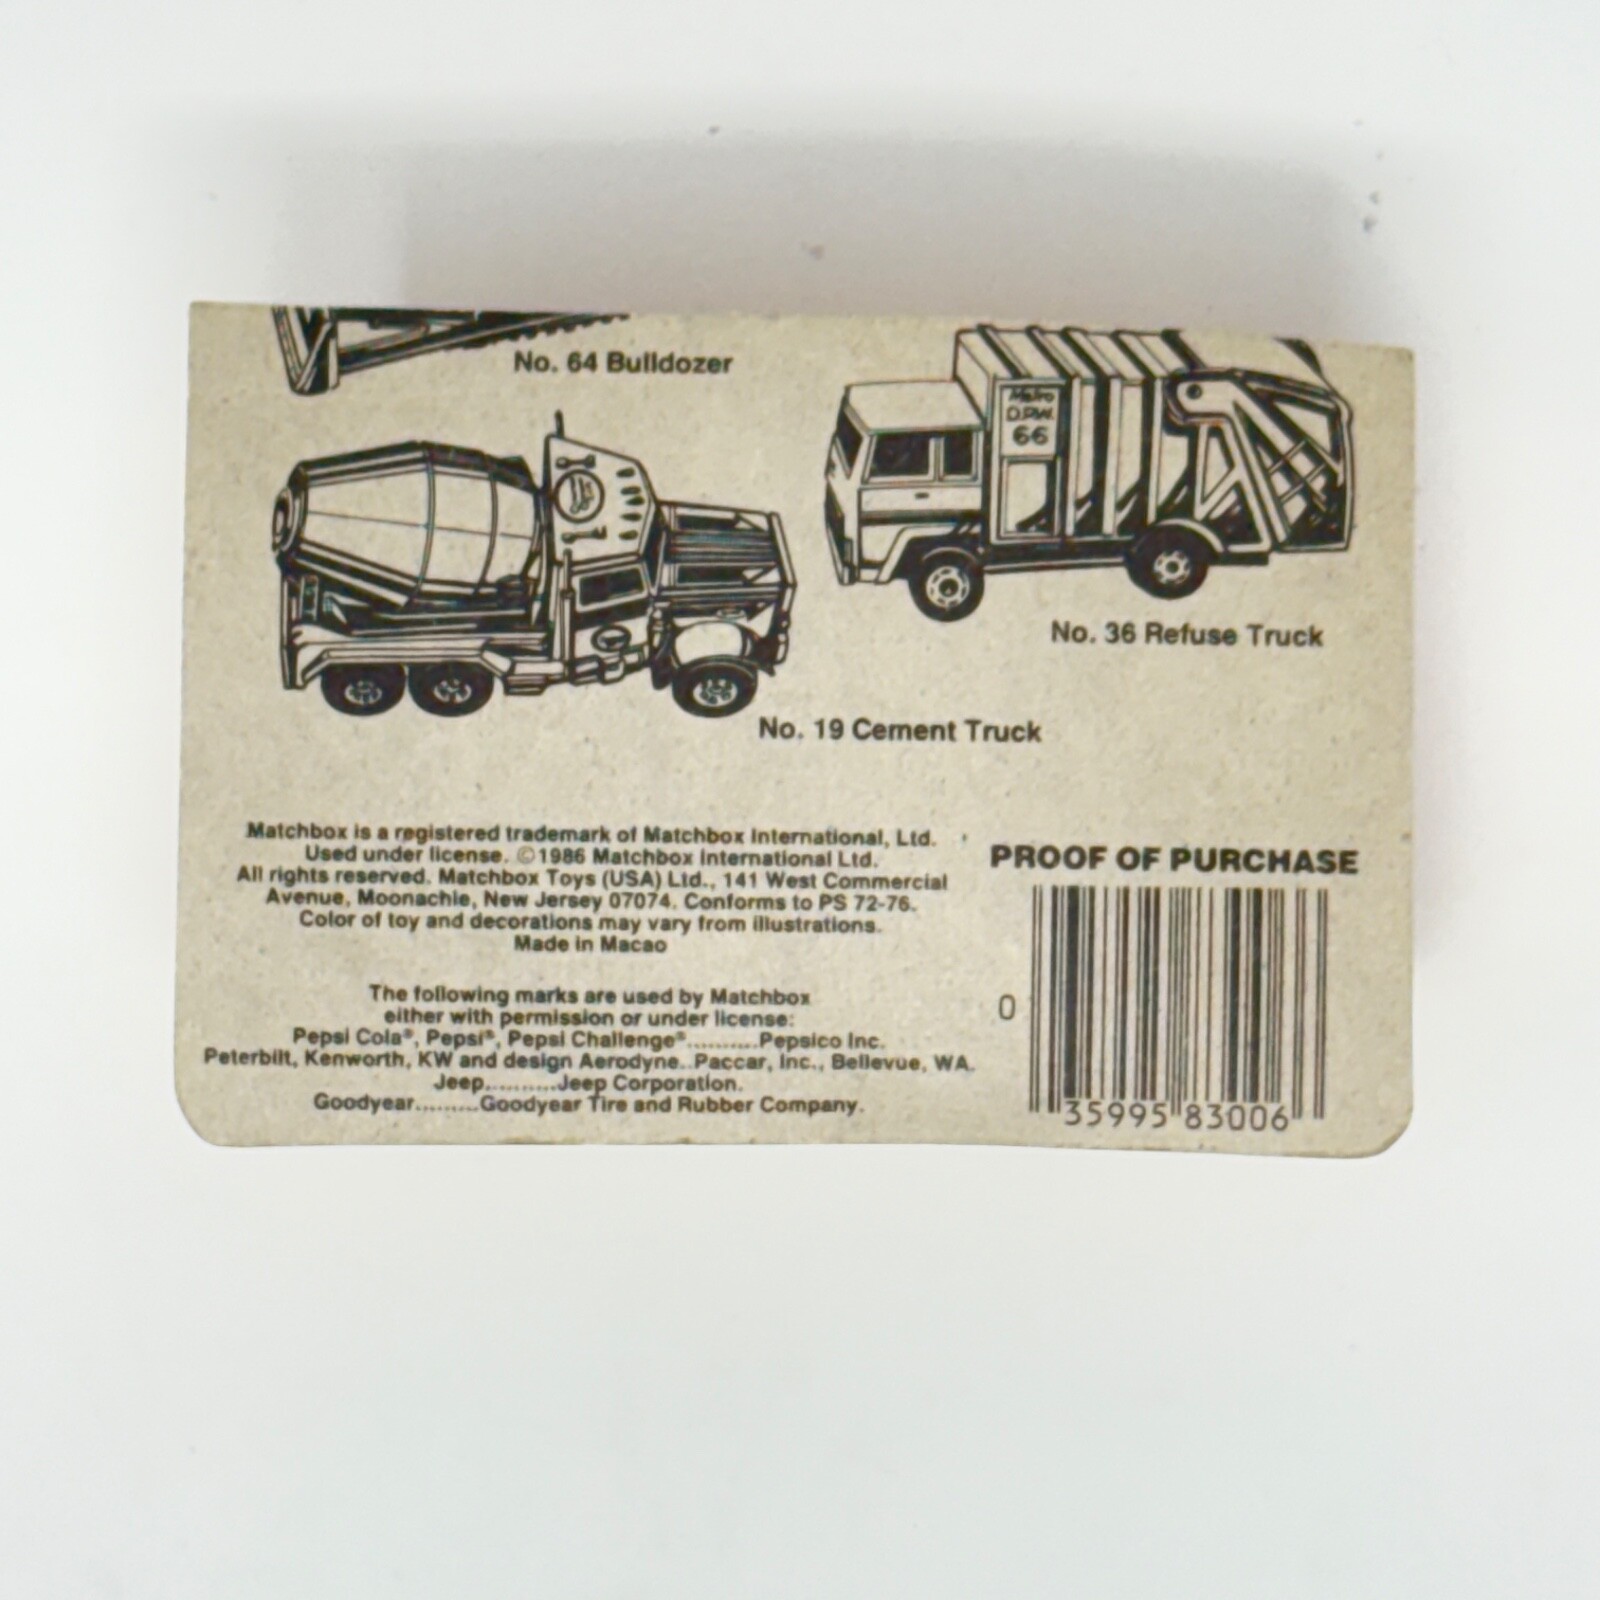 No. 64 Bulldozer
Metro
D.P.W.
66
No. 36 Refuse Truck
No. 19 Cement Truck
Matchbox is a registered trademark of Matchbox International, Ltd.
Used under license. ©1986 Matchbox International Ltd.
All rights reserved. Matchbox Toys (USA) Ltd., 141 West Commercial
Avenue, Moonachie, New Jersey 07074. Conforms to PS 72-76.
Color of toy and decorations may vary from illustrations.
Made in Macao
The following marks are used by Matchbox
either with permission or under license:
Pepsi Cola®, Pepsi®, Pepsi Challenge®..........Pepsico Inc.
Peterbilt, Kenworth, KW and design Aerodyne..Paccar, Inc., Bellevue, WA.
Jeep..........Jeep Corporation.
Goodyear.........Goodyear Tire and Rubber Company.
PROOF OF PURCHASE
0 35995 83006